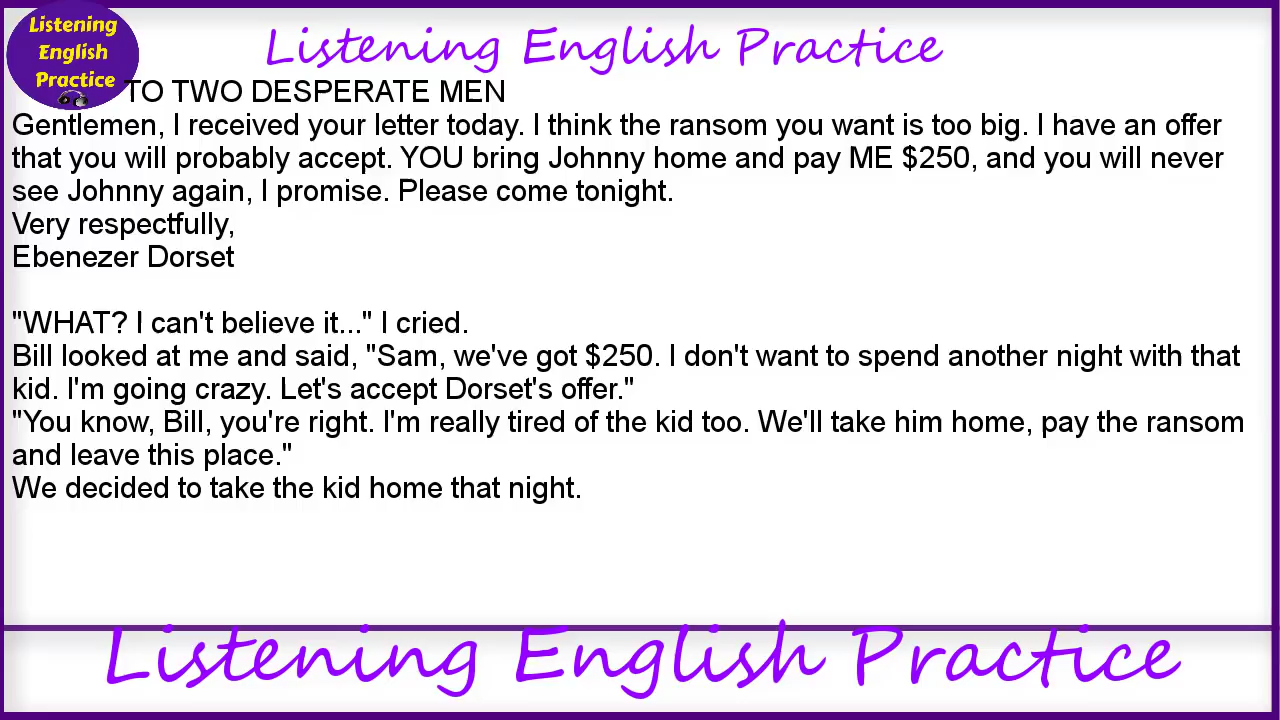 Listening
English
Practice
Listening English Practice
TO TWO DESPERATE MEN
Gentlemen, I received your letter today. I think the ransom you want is too big. I have an offer
that you will probably accept. YOU bring Johnny home and pay ME $250, and you will never
see Johnny again, I promise. Please come tonight.
Very respectfully,
Ebenezer Dorset
"WHAT? I can't believe it..." I cried.
Bill looked at me and said, "Sam, we've got $250. I don't want to spend another night with that
kid. I'm going crazy. Let's accept Dorset's offer."
"You know, Bill, you're right. I'm really tired of the kid too. We'll take him home, pay the ransom
and leave this place."
We decided to take the kid home that night.
Listening English Practice